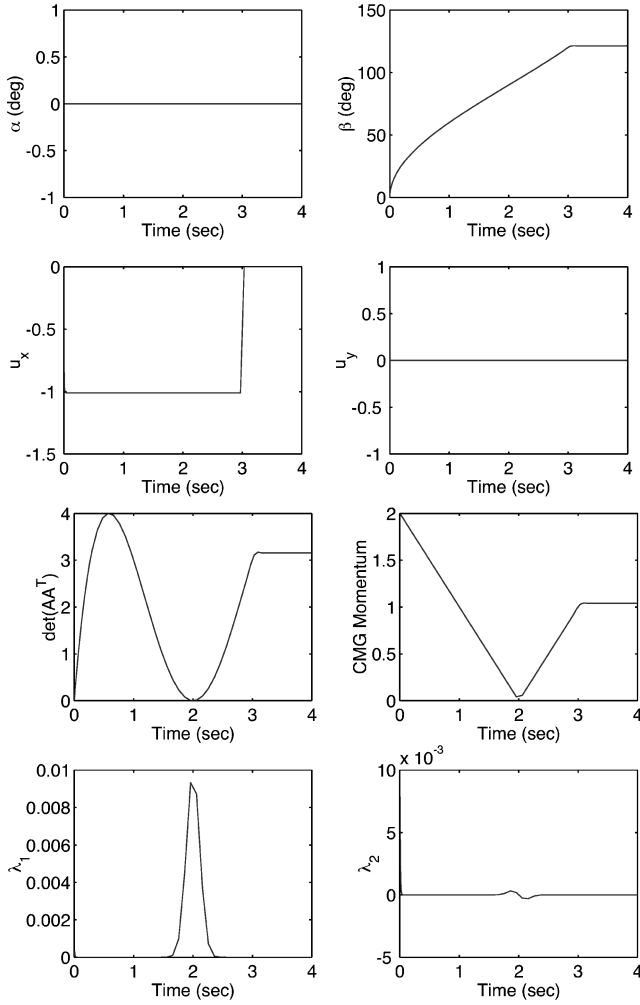 1
0.5
0
-0.5
-1
α (deg)
0 1 2 3 4
Time (sec)
150
100
50
0
β (deg)
0 1 2 3 4
Time (sec)
0
-0.5
-1
-1.5
u_x
0 1 2 3 4
Time (sec)
1
0.5
0
-0.5
-1
u_y
0 1 2 3 4
Time (sec)
4
3
2
1
0
det(AA^T)
0 1 2 3 4
Time (sec)
2
1.5
1
0.5
0
CMG Momentum
0 1 2 3 4
Time (sec)
0.01
0.008
0.006
0.004
0.002
0
λ_1
0 1 2 3 4
Time (sec)
x 10^-3
10
5
0
-5
λ_2
0 1 2 3 4
Time (sec)